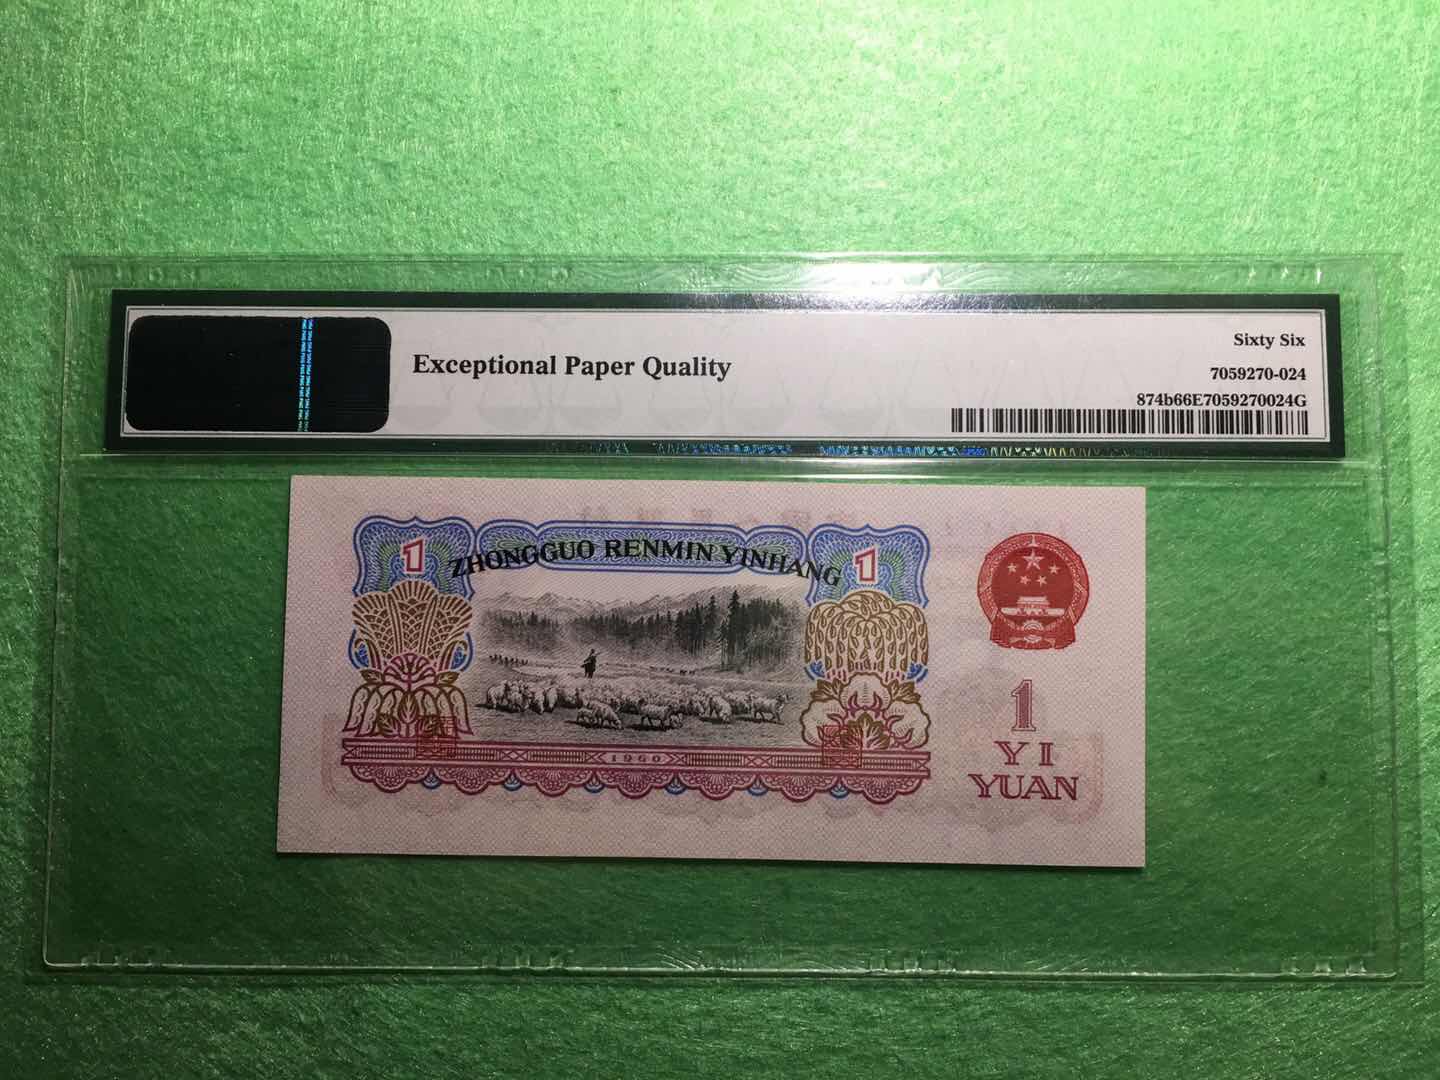 Sixty Six
Exceptional Paper Quality
7059270-024
874b66E7059270024G
1 ZHONGGUO RENMIN YINHANG 1
1960
1
YI
YUAN